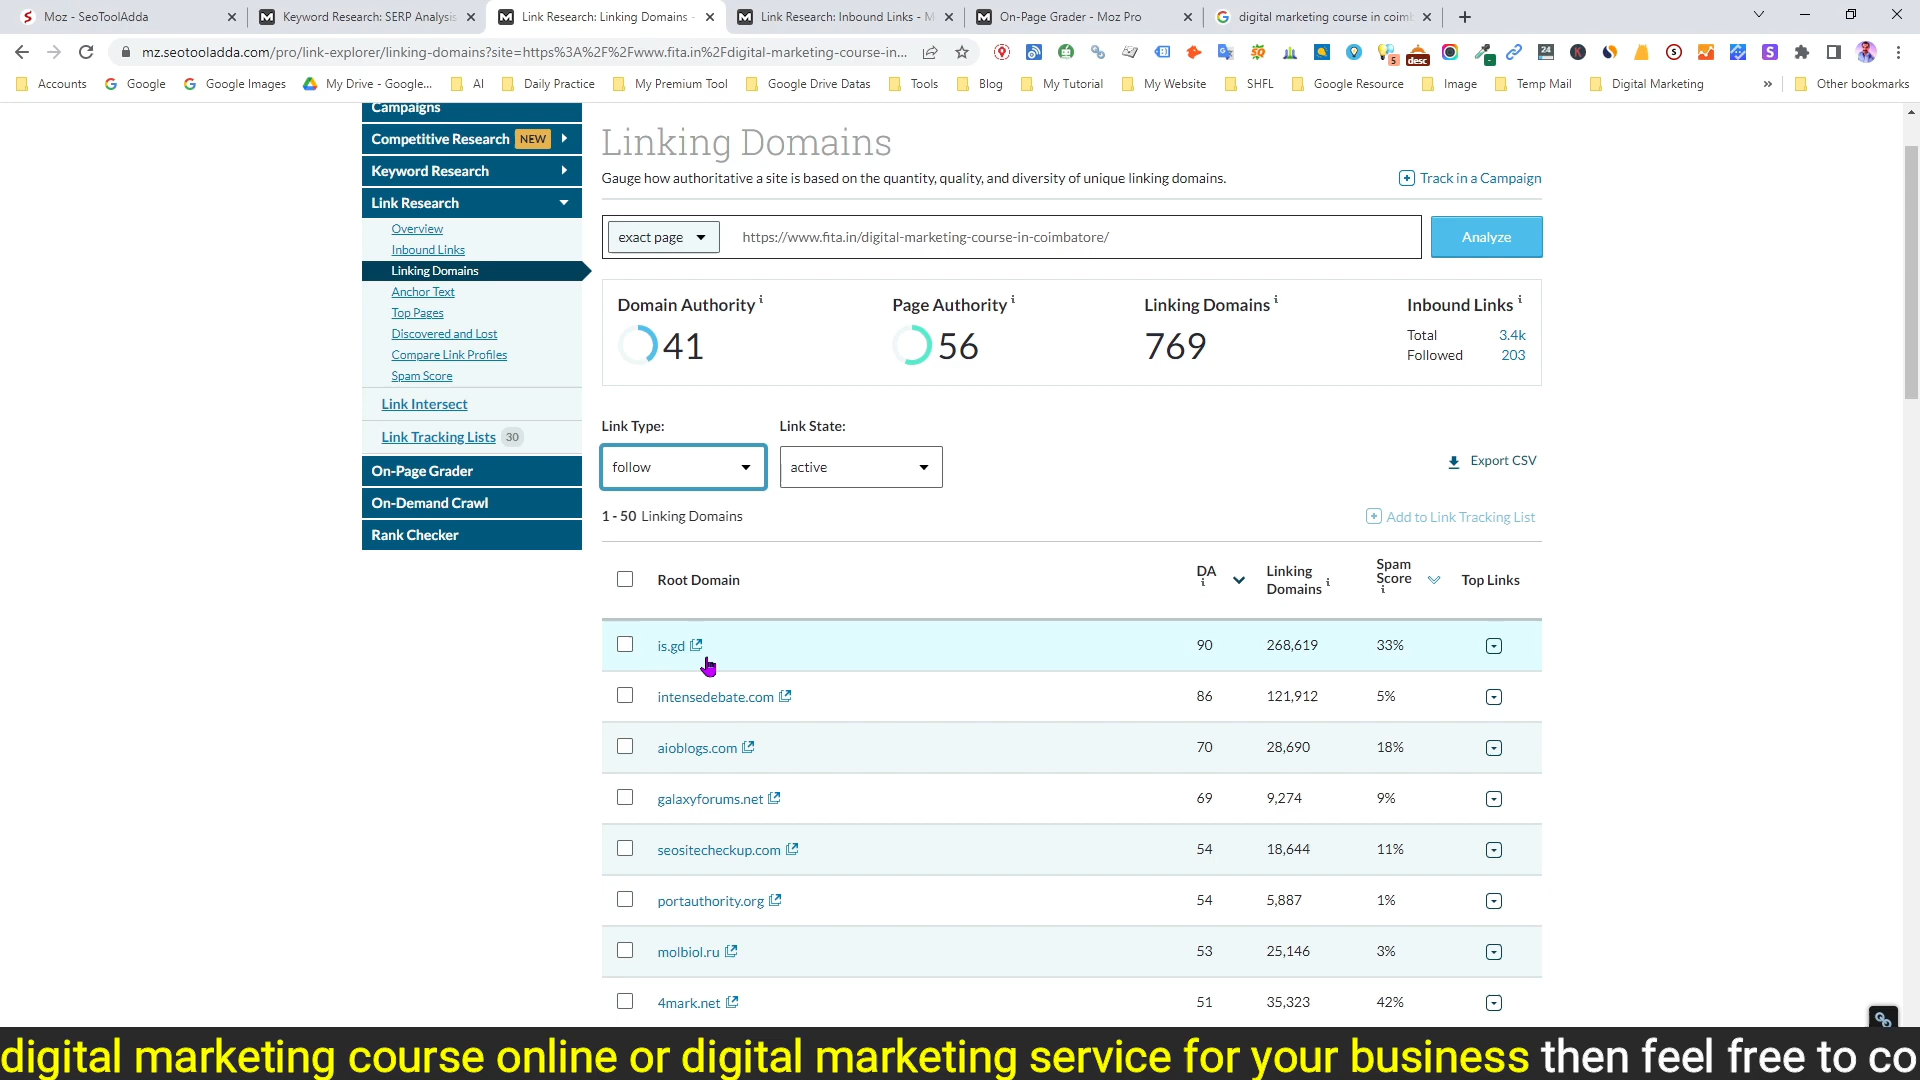 Moz - SeoToolAdda
Keyword Research: SERP Analysis
Link Research: Linking Domains -
Link Research: Inbound Links - M
On-Page Grader - Moz Pro
digital marketing course in coim
mz.seotooladda.com/pro/link-explorer/linking-domains?site=https%3A%2F%2Fwww.fita.in%2Fdigital-marketing-course-in...
Accounts
Google
Google Images
My Drive - Google...
AI
Daily Practice
My Premium Tool
Google Drive Datas
Tools
Blog
My Tutorial
My Website
SHFL
Google Resource
Image
Temp Mail
Digital Marketing
»
Other bookmarks
Campaigns
Competitive Research NEW
Keyword Research
Link Research
Overview
Inbound Links
Linking Domains
Anchor Text
Top Pages
Discovered and Lost
Compare Link Profiles
Spam Score
Link Intersect
Link Tracking Lists 30
On-Page Grader
On-Demand Crawl
Rank Checker
Linking Domains
Gauge how authoritative a site is based on the quantity, quality, and diversity of unique linking domains.
Track in a Campaign
exact page
https://www.fita.in/digital-marketing-course-in-coimbatore/
Analyze
Domain Authority i
41
Page Authority i
56
Linking Domains i
769
Inbound Links i
Total 3.4k
Followed 203
Link Type:
follow
Link State:
active
Export CSV
1 - 50 Linking Domains
Add to Link Tracking List
Root Domain DA i Linking Domains i Spam Score i Top Links
is.gd 90 268,619 33%
intensedebate.com 86 121,912 5%
aioblogs.com 70 28,690 18%
galaxyforums.net 69 9,274 9%
seositecheckup.com 54 18,644 11%
portauthority.org 54 5,887 1%
molbiol.ru 53 25,146 3%
4mark.net 51 35,323 42%
digital marketing course online or digital marketing service for your business then feel free to co